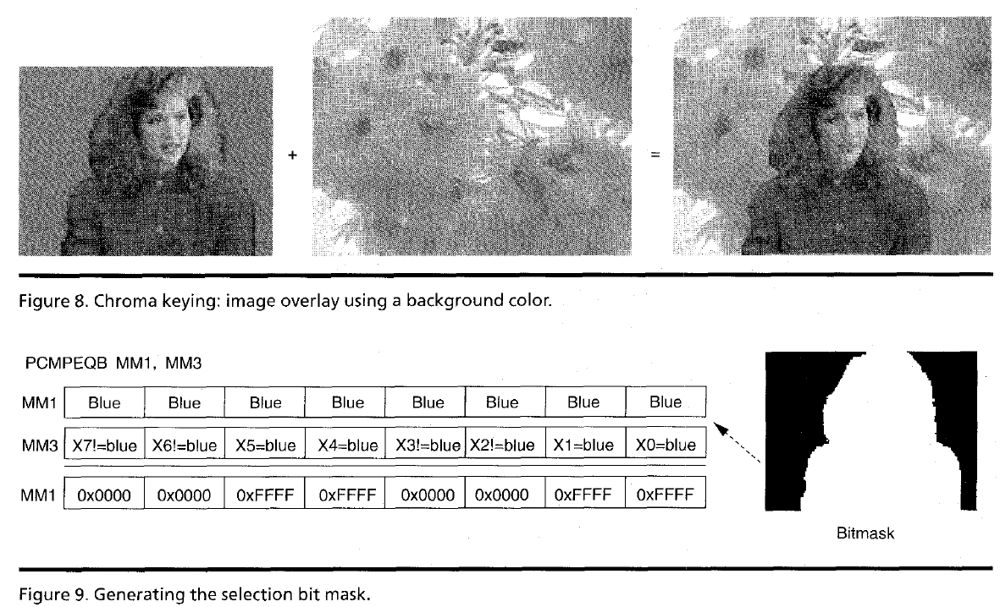 + =
Figure 8. Chroma keying: image overlay using a background color.
PCMPEQB MM1, MM3
MM1 Blue Blue Blue Blue Blue Blue Blue Blue
MM3 X7!=blue X6!=blue X5=blue X4=blue X3!=blue X2!=blue X1=blue X0=blue
MM1 0x0000 0x0000 0xFFFF 0xFFFF 0x0000 0x0000 0xFFFF 0xFFFF
Bitmask
Figure 9. Generating the selection bit mask.